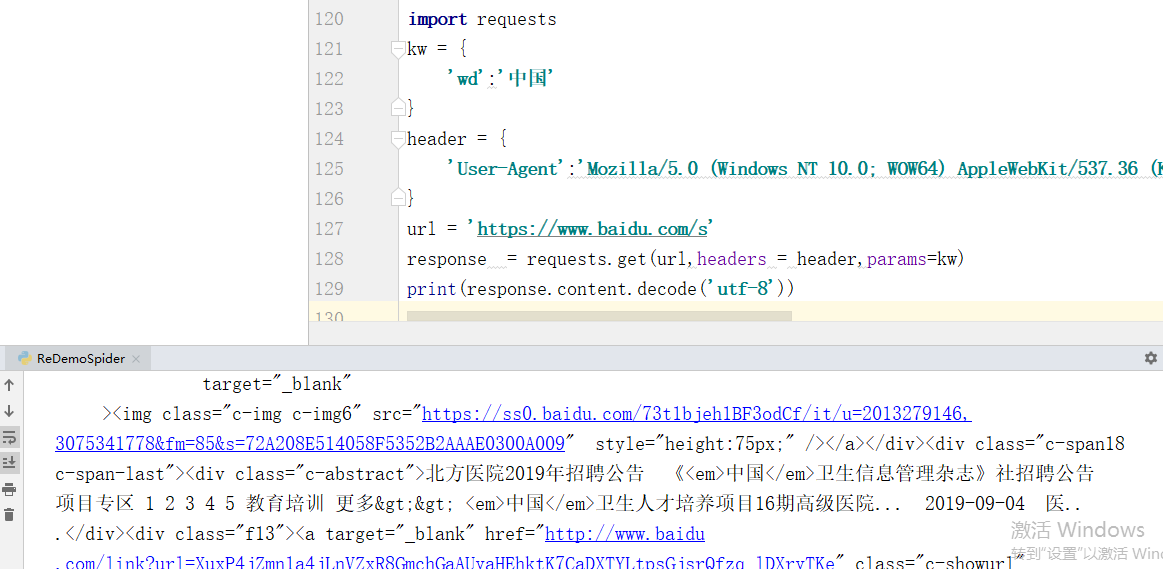 120 import requests
121 kw = {
122 'wd':'中国'
123 }
124 header = {
125 'User-Agent':'Mozilla/5.0 (Windows NT 10.0; WOW64) AppleWebKit/537.36 (K
126 }
127 url = 'https://www.baidu.com/s'
128 response = requests.get(url,headers = header,params=kw)
129 print(response.content.decode('utf-8'))
130
ReDemoSpider ×
target="_blank"
><img class="c-img c-img6" src="https://ss0.baidu.com/73t1bjeh1BF3odCf/it/u=2013279146,
3075341778&fm=85&s=72A208E514058F5352B2AAAE0300A009" style="height:75px;" /></a></div><div class="c-span18
c-span-last"><div class="c-abstract">北方医院2019年招聘公告 《<em>中国</em>卫生信息管理杂志》社招聘公告
项目专区 1 2 3 4 5 教育培训 更多&gt;&gt; <em>中国</em>卫生人才培养项目16期高级医院... 2019-09-04 医..
.</div><div class="f13"><a target="_blank" href="http://www.baidu
激活 Windows
转到“设置”以激活 Win
class="c-showurl"